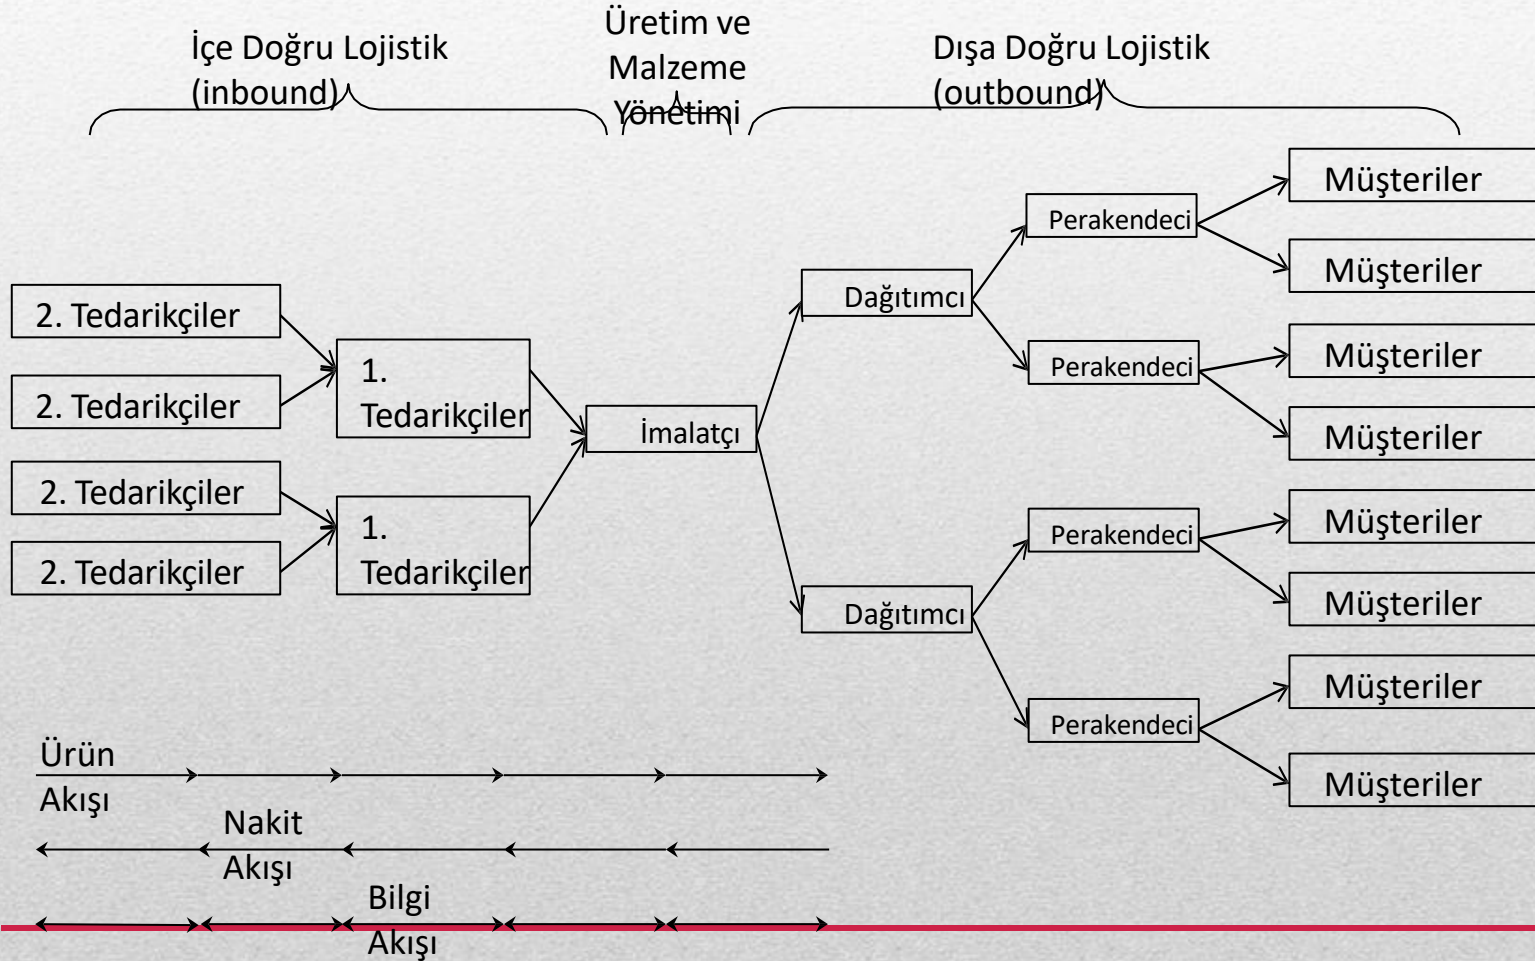 İçe Doğru Lojistik
(inbound)
Üretim ve
Malzeme
Yönetimi
Dışa Doğru Lojistik
(outbound)
2. Tedarikçiler
2. Tedarikçiler
2. Tedarikçiler
2. Tedarikçiler
1.
Tedarikçiler
1.
Tedarikçiler
İmalatçı
Dağıtımcı
Dağıtımcı
Perakendeci
Perakendeci
Perakendeci
Perakendeci
Müşteriler
Müşteriler
Müşteriler
Müşteriler
Müşteriler
Müşteriler
Müşteriler
Müşteriler
Ürün
Akışı
Nakit
Akışı
Bilgi
Akışı